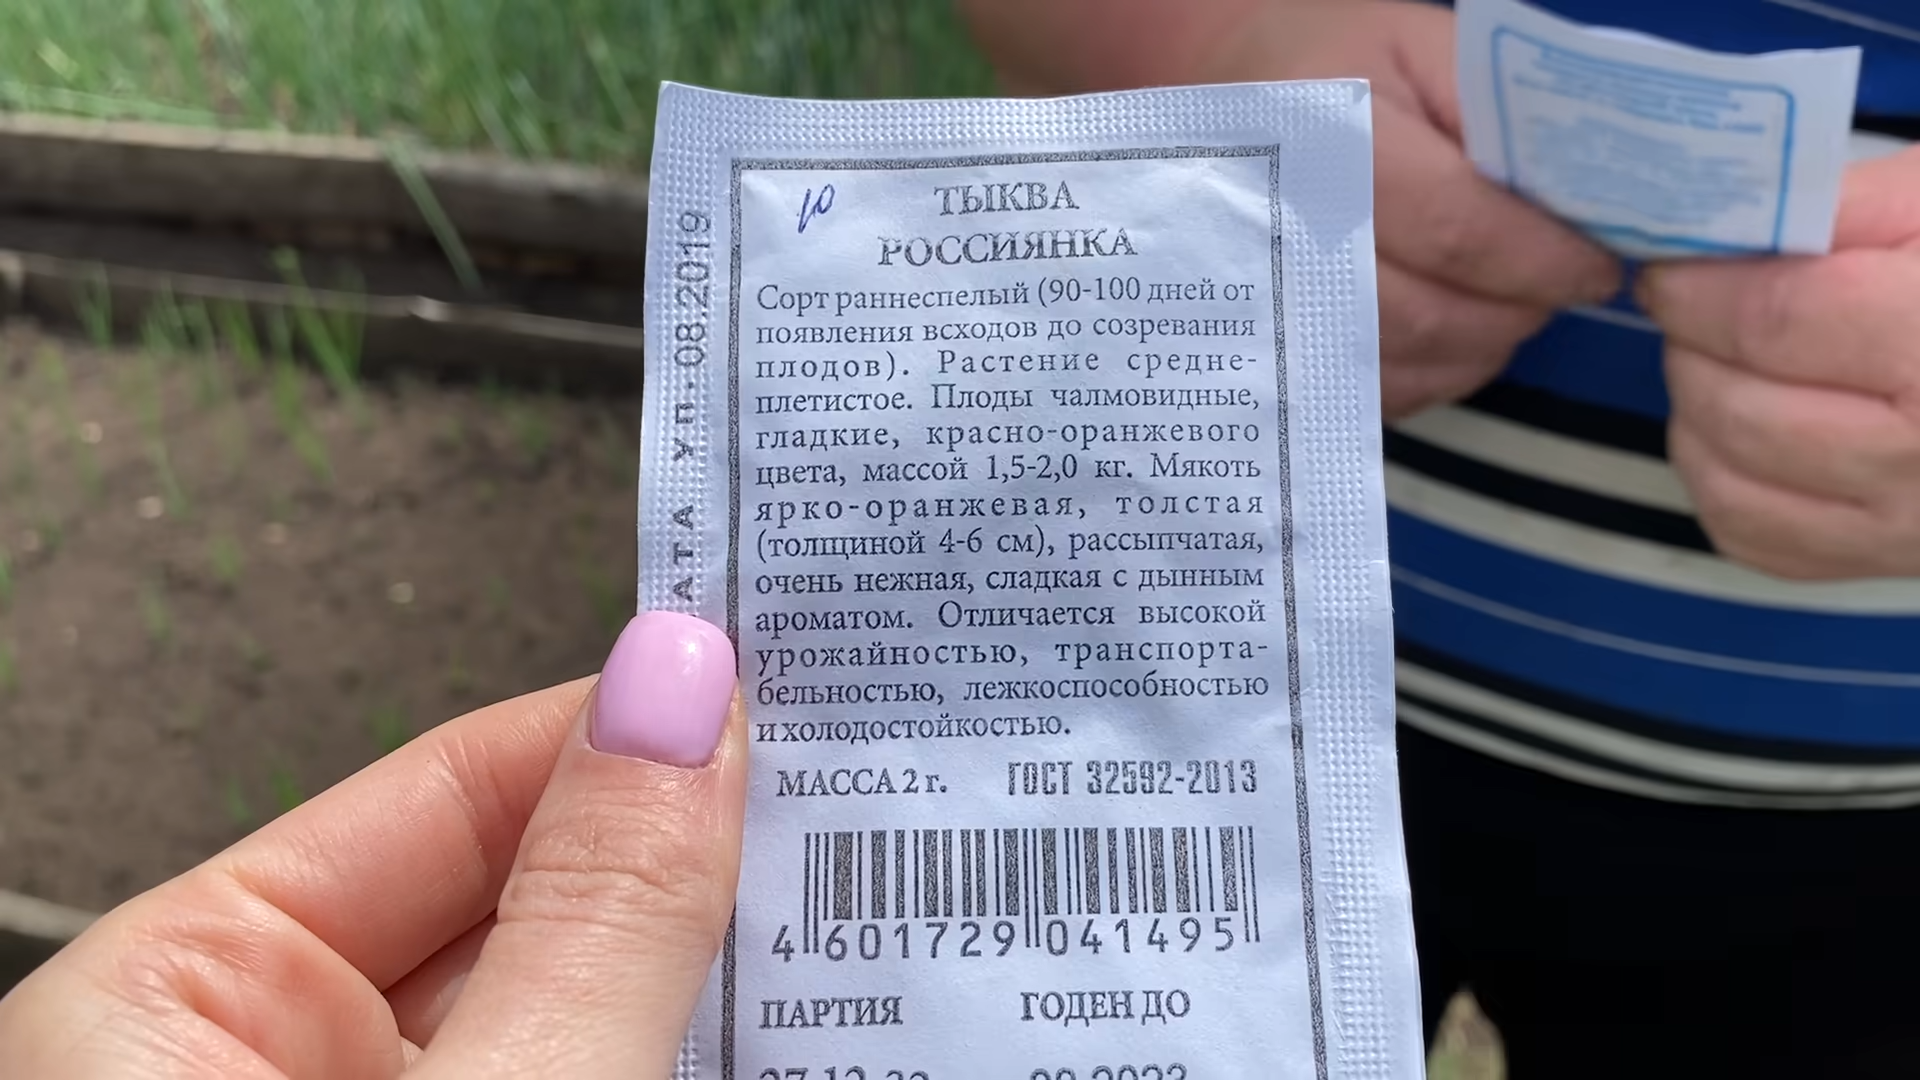 10
ТЫКВА
РОССИЯНКА
Сорт раннеспелый (90-100 дней от
появления всходов до созревания
плодов). Растение средне-
плетистое. Плоды чалмовидные,
гладкие, красно-оранжевого
цвета, массой 1,5-2,0 кг. Мякоть
ярко-оранжевая, толстая
(толщиной 4-6 см), рассыпчатая,
очень нежная, сладкая с дынным
ароматом. Отличается высокой
урожайностью, транспорта-
бельностью, лежкоспособностью
и холодостойкостью.
МАССА 2 г. ГОСТ 32592-2013
4 601729 041495
ПАРТИЯ ГОДЕН ДО
АТА УП. 08.2019